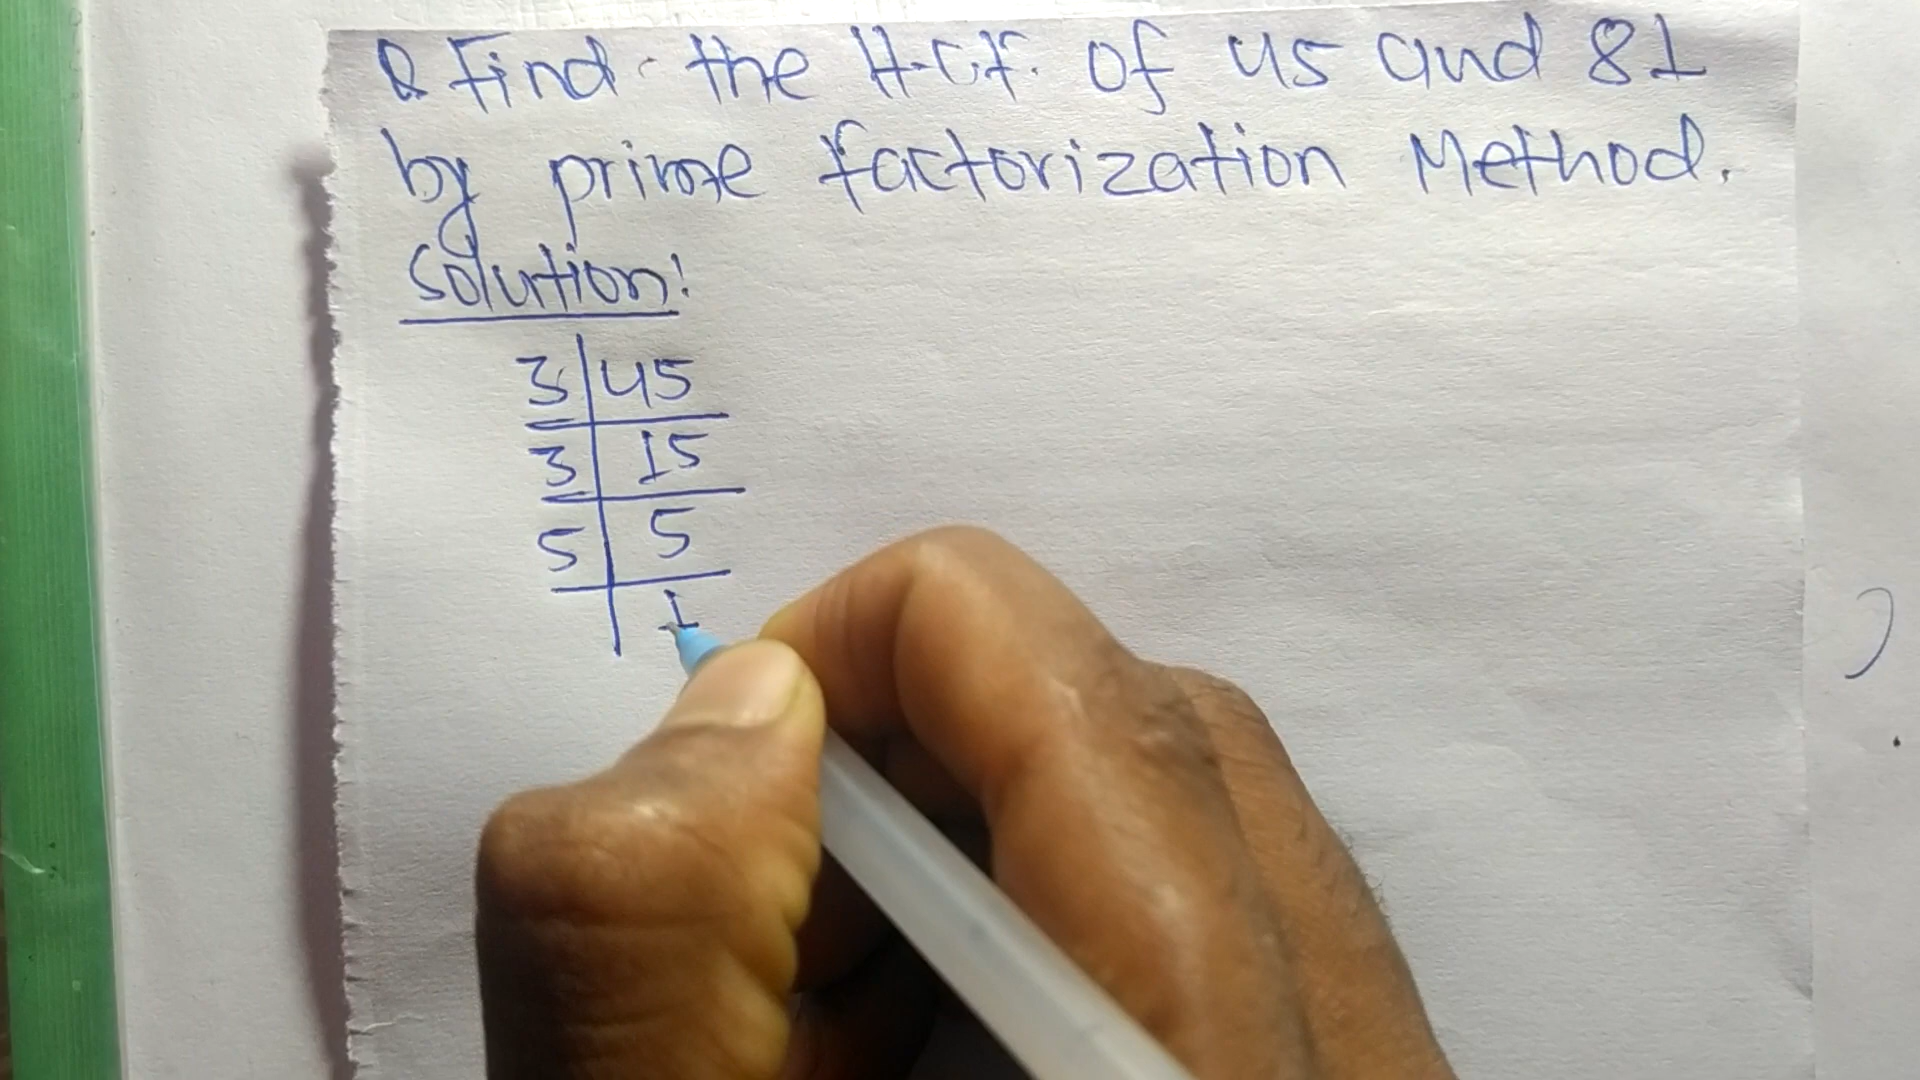 Q Find the H.C.F. of 45 and 81
by prime factorization Method.
Solution:
3 | 45
3 | 15
5 | 5
| 1